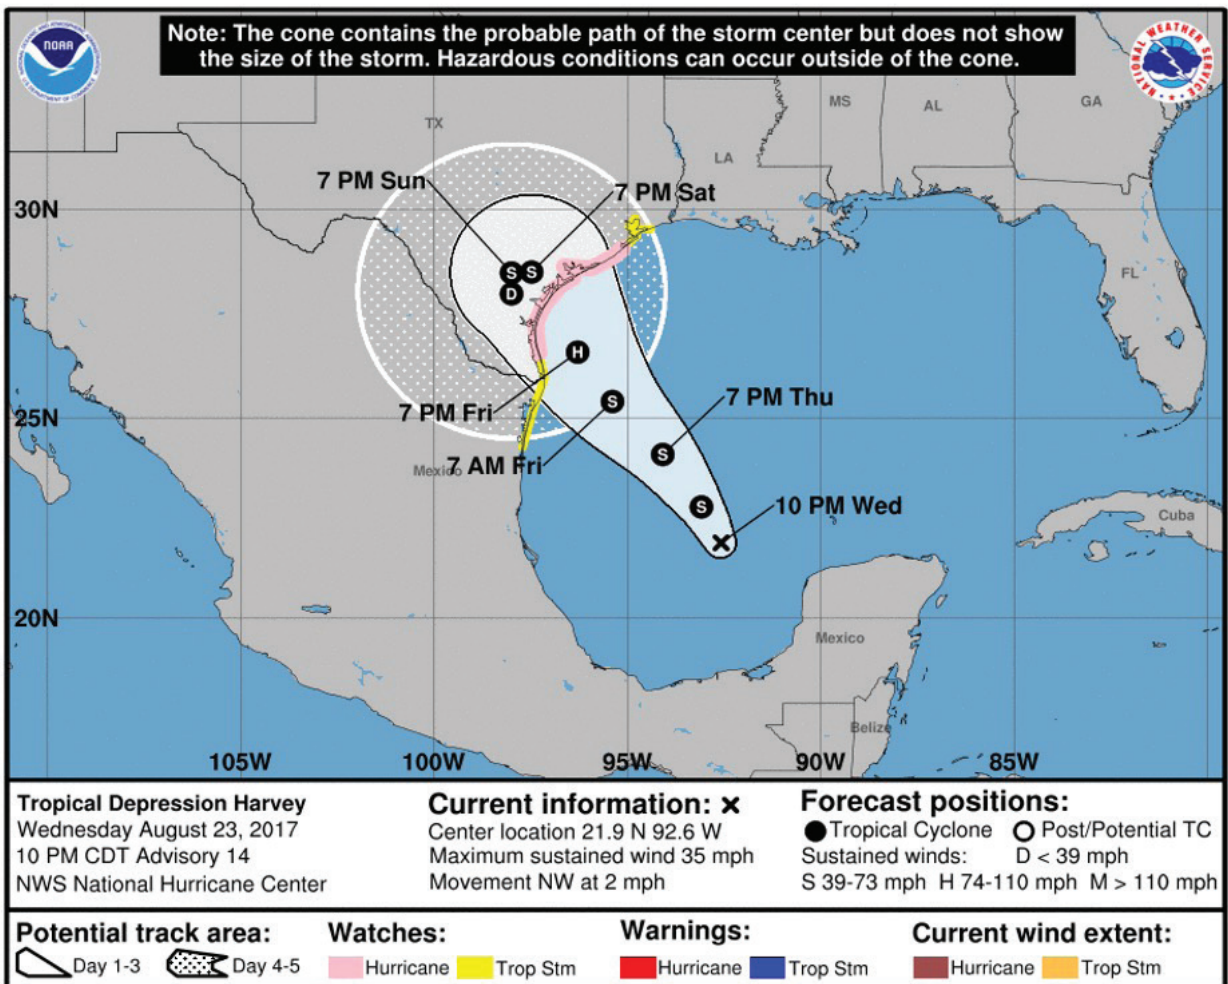 Note: The cone contains the probable path of the storm center but does not show
the size of the storm. Hazardous conditions can occur outside of the cone.
NOAA
NATIONAL WEATHER SERVICE
MS
AL
GA
TX
LA
7 PM Sun
7 PM Sat
30N
FL
S
S
D
H
7 PM Fri
S
7 PM Thu
25N
7 AM Fri
Mexico
S
S
10 PM Wed
Cuba
20N
Mexico
Belize
105W
100W
95W
90W
85W
Tropical Depression Harvey
Wednesday August 23, 2017
10 PM CDT Advisory 14
NWS National Hurricane Center
Current information: ×
Center location 21.9 N 92.6 W
Maximum sustained wind 35 mph
Movement NW at 2 mph
Forecast positions:
Tropical Cyclone Post/Potential TC
Sustained winds: D < 39 mph
S 39-73 mph H 74-110 mph M > 110 mph
Potential track area:
Day 1-3 Day 4-5
Watches:
Hurricane Trop Stm
Warnings:
Hurricane Trop Stm
Current wind extent:
Hurricane Trop Stm